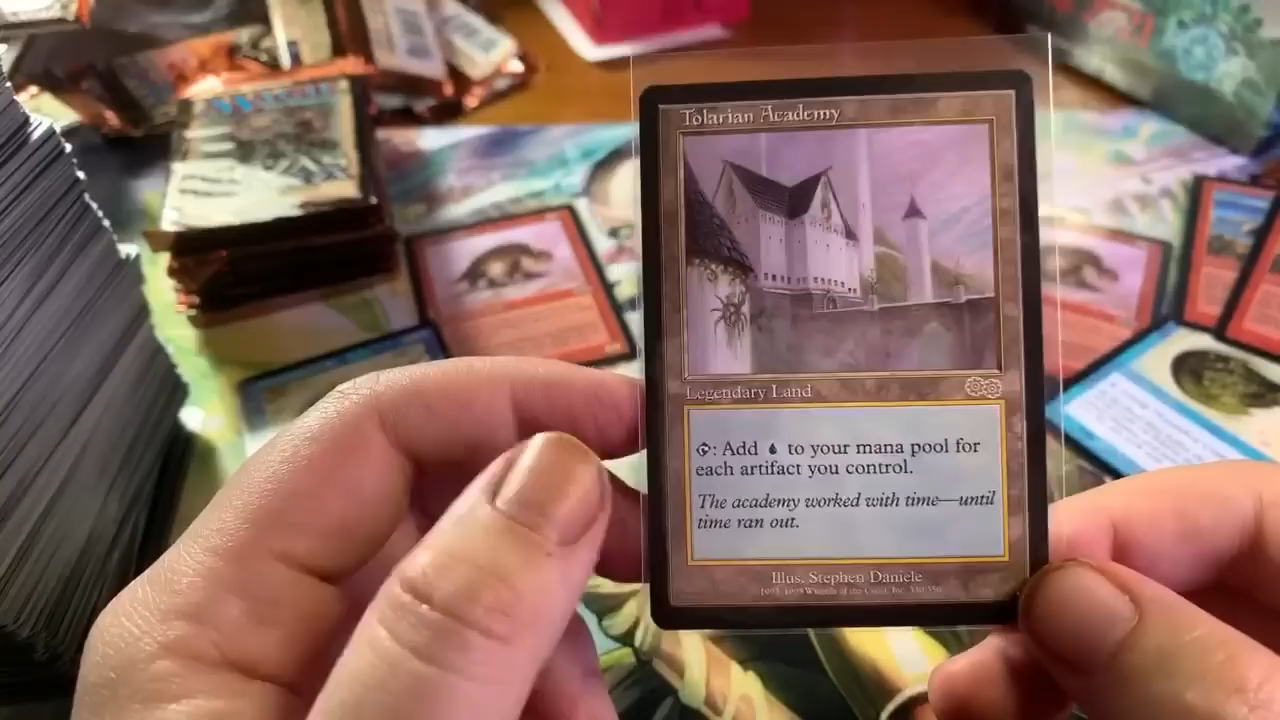 Tolarian Academy
Legendary Land
: Add to your mana pool for
each artifact you control.
The academy worked with time—until
time ran out.
Illus. Stephen Daniele